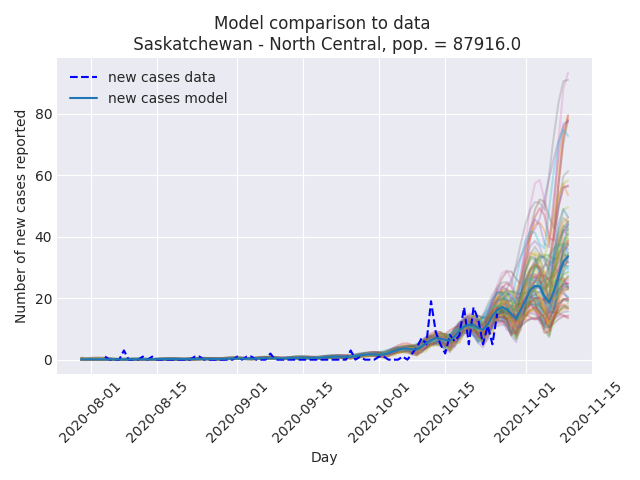 Model comparison to data
Saskatchewan - North Central, pop. = 87916.0
new cases data
new cases model
Number of new cases reported
80
60
40
20
0
2020-08-01
2020-08-15
2020-09-01
2020-09-15
2020-10-01
2020-10-15
2020-11-01
2020-11-15
Day